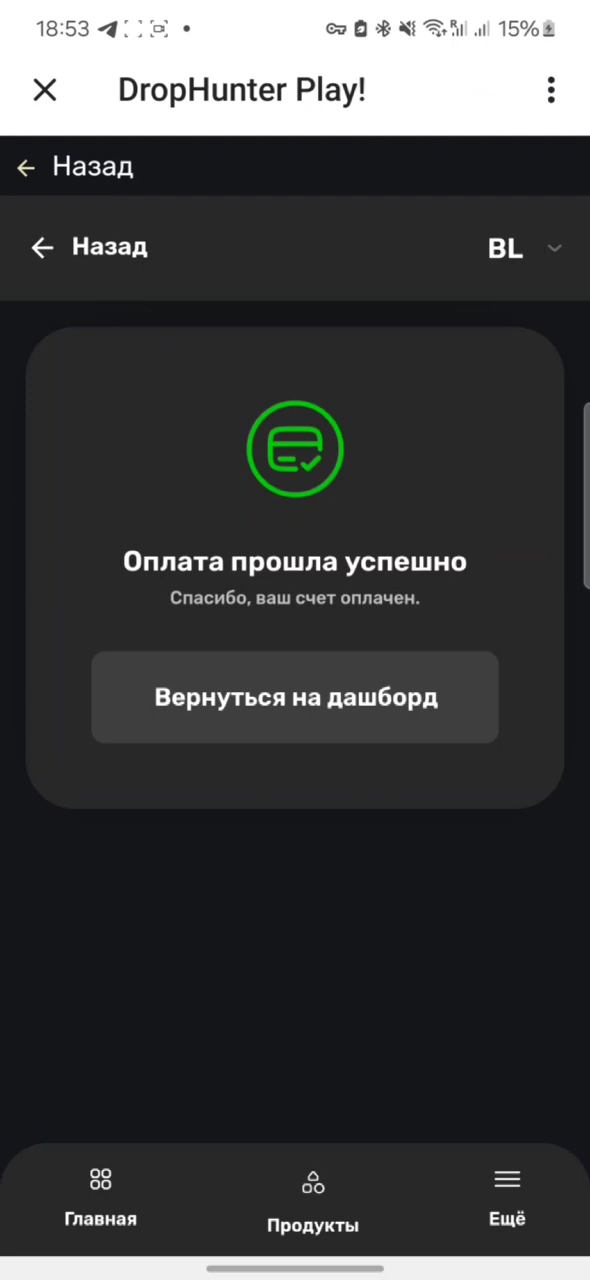 18:53 15%
DropHunter Play!
← Назад
← Назад BL
Оплата прошла успешно
Спасибо, ваш счет оплачен.
Вернуться на дашборд
Главная Продукты Ещё